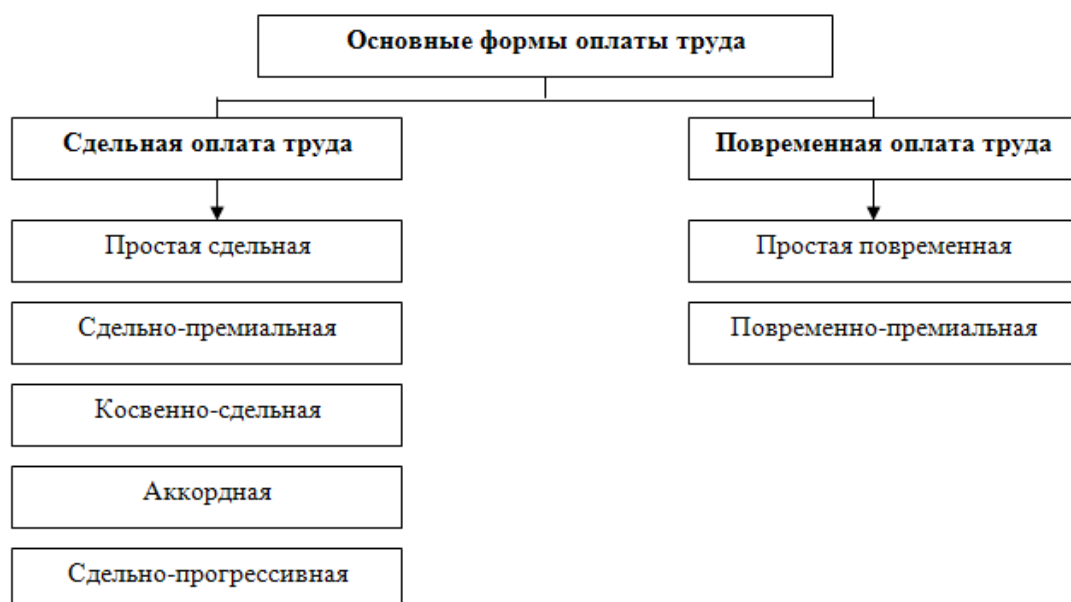 Основные формы оплаты труда
Сдельная оплата труда
Повременная оплата труда
Простая сдельная
Простая повременная
Сдельно-премиальная
Повременно-премиальная
Косвенно-сдельная
Аккордная
Сдельно-прогрессивная